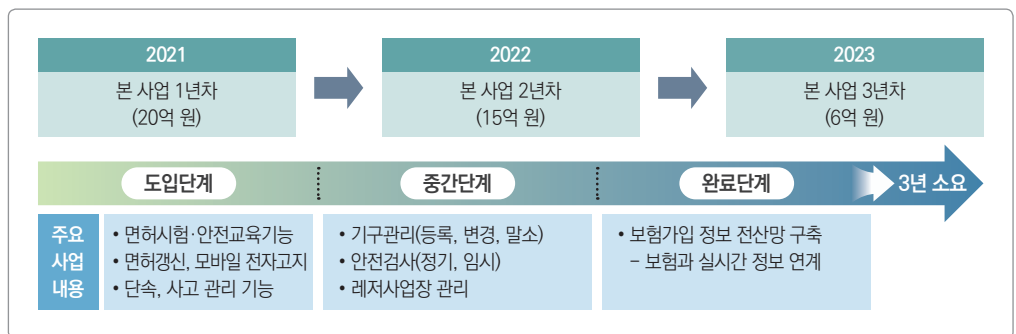 2021
본 사업 1년차
(20억 원)
2022
본 사업 2년차
(15억 원)
2023
본 사업 3년차
(6억 원)
도입단계
중간단계
완료단계
3년 소요
주요
사업
내용
• 면허시험·안전교육기능
• 면허갱신, 모바일 전자고지
• 단속, 사고 관리 기능
• 기구관리(등록, 변경, 말소)
• 안전검사(정기, 임시)
• 레저사업장 관리
• 보험가입 정보 전산망 구축
– 보험과 실시간 정보 연계